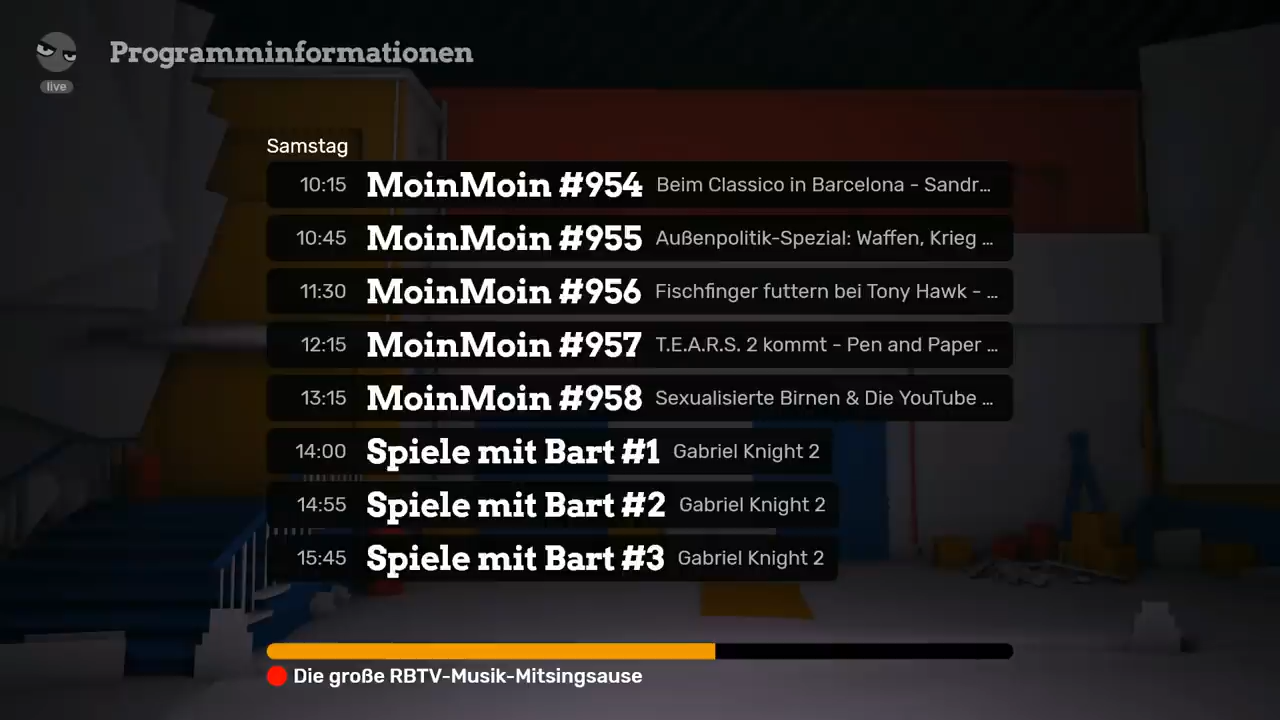 Programminformationen
live
Samstag
10:15 MoinMoin #954 Beim Classico in Barcelona - Sandr…
10:45 MoinMoin #955 Außenpolitik-Spezial: Waffen, Krieg …
11:30 MoinMoin #956 Fischfinger futtern bei Tony Hawk - …
12:15 MoinMoin #957 T.E.A.R.S. 2 kommt - Pen and Paper …
13:15 MoinMoin #958 Sexualisierte Birnen & Die YouTube …
14:00 Spiele mit Bart #1 Gabriel Knight 2
14:55 Spiele mit Bart #2 Gabriel Knight 2
15:45 Spiele mit Bart #3 Gabriel Knight 2
Die große RBTV-Musik-Mitsingsause